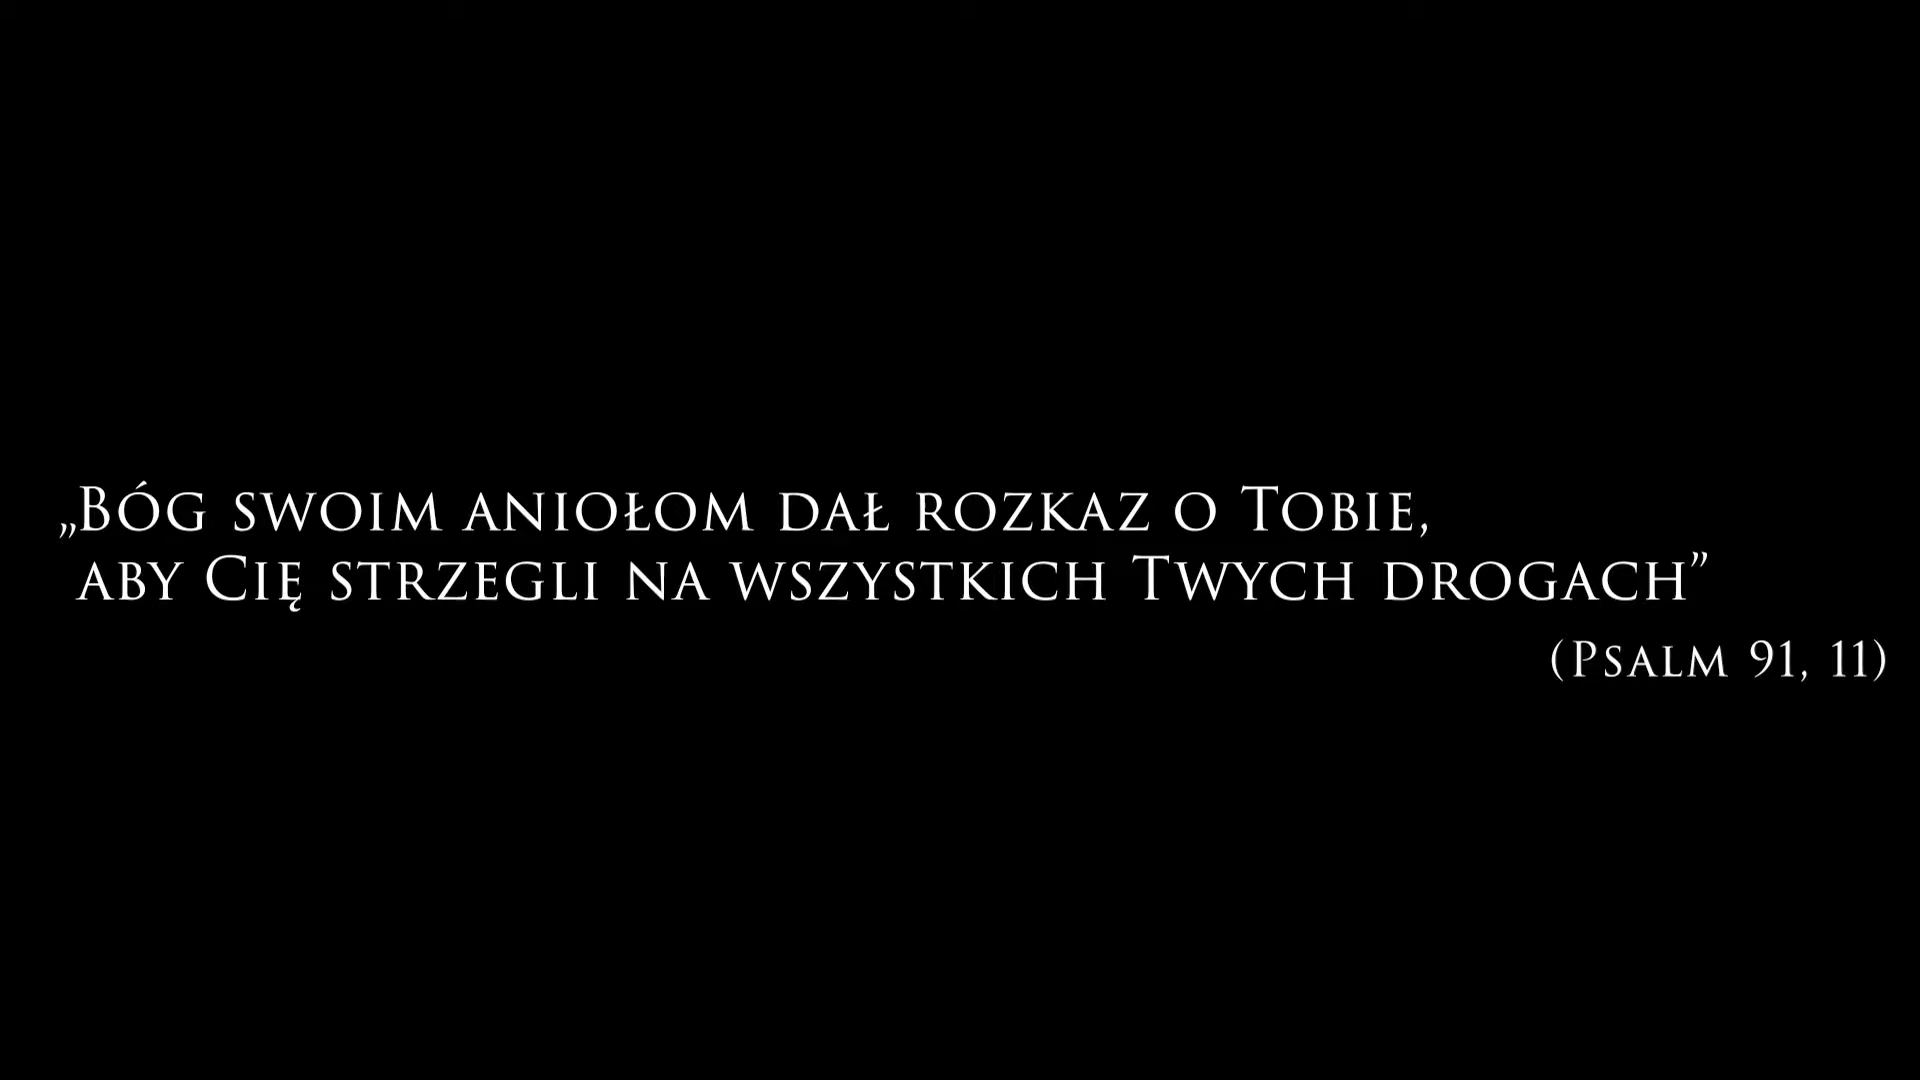 „Bóg swoim aniołom dał rozkaz o Tobie,
aby Cię strzegli na wszystkich Twych drogach”
(Psalm 91, 11)